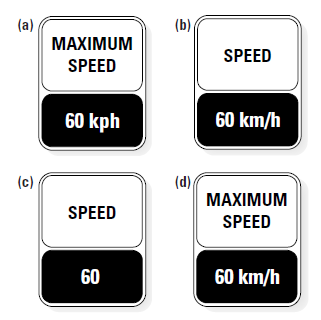 (a)
MAXIMUM
SPEED
60 kph
(b)
SPEED
60 km/h
(c)
SPEED
60
(d)
MAXIMUM
SPEED
60 km/h